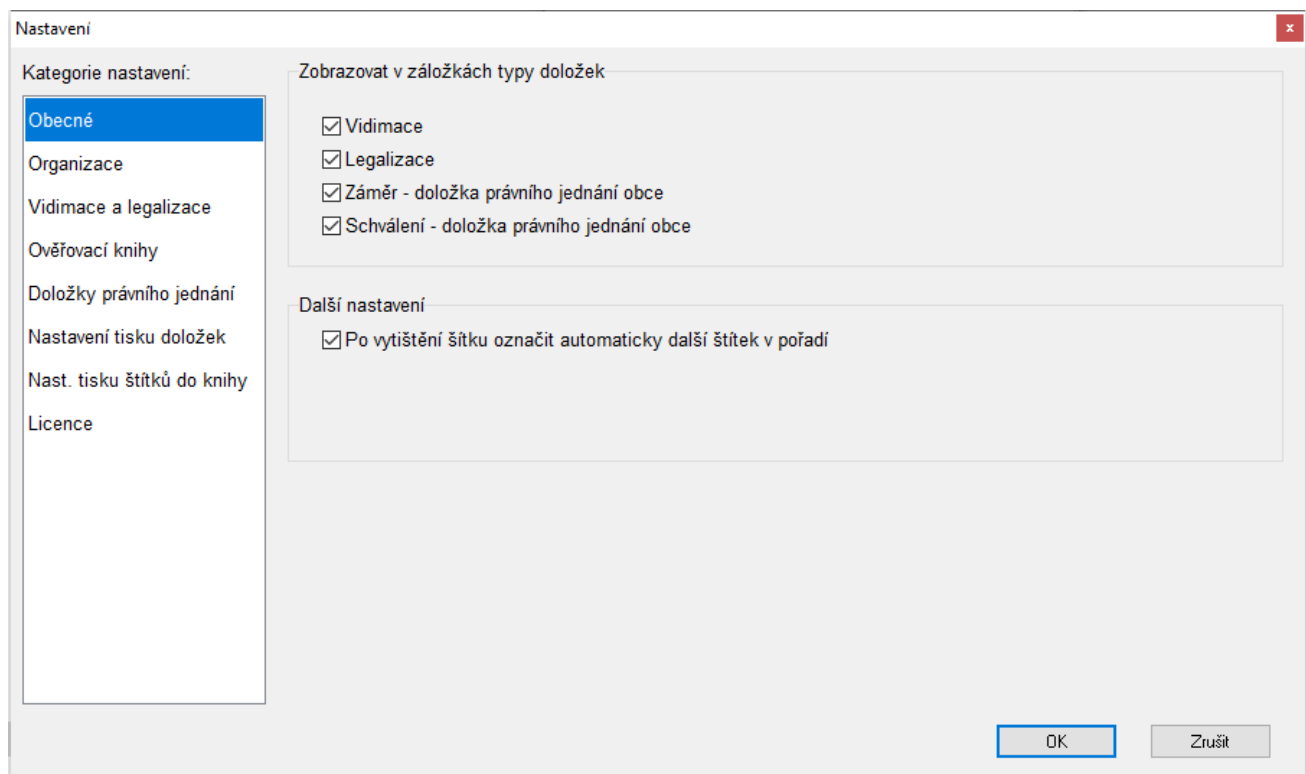 Nastavení
x
Kategorie nastavení:
Obecné
Organizace
Vidimace a legalizace
Ověřovací knihy
Doložky právního jednání
Nastavení tisku doložek
Nast. tisku štítků do knihy
Licence
Zobrazovat v záložkách typy doložek
Vidimace
Legalizace
Záměr - doložka právního jednání obce
Schválení - doložka právního jednání obce
Další nastavení
Po vytištění šítku označit automaticky další štítek v pořadí
OK
Zrušit